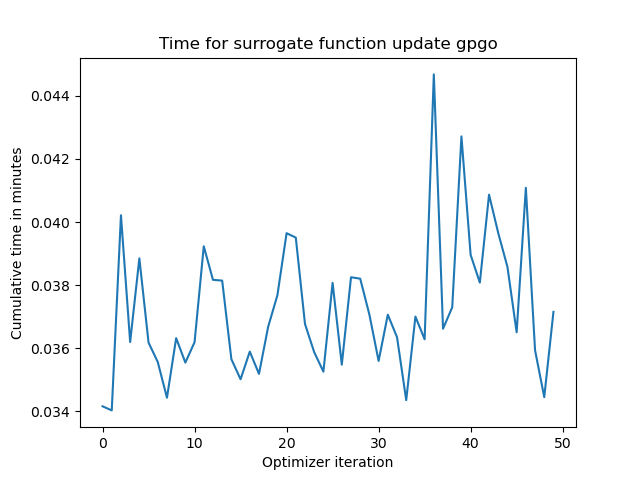 Time for surrogate function update gpgo
Cumulative time in minutes
0.044
0.042
0.040
0.038
0.036
0.034
0 10 20 30 40 50
Optimizer iteration